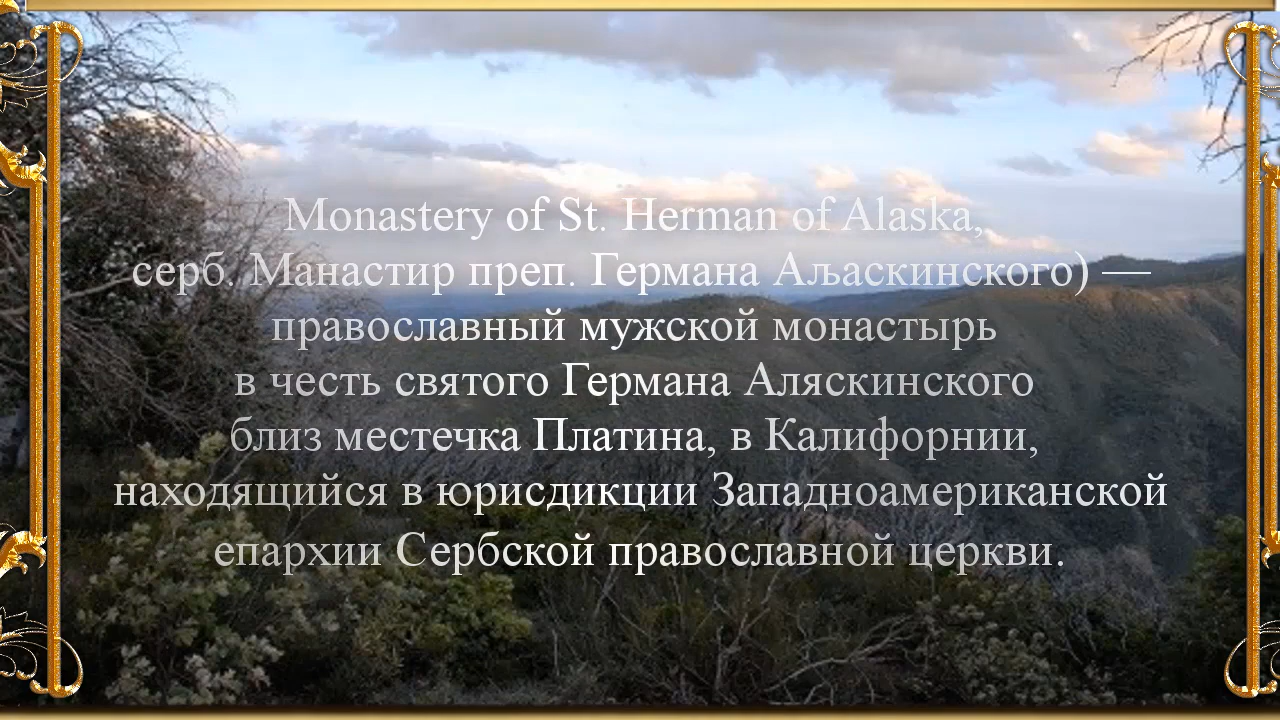 Monastery of St. Herman of Alaska,
серб. Манастир преп. Германа Аљаскинского) —
православный мужской монастырь
в честь святого Германа Аляскинского
близ местечка Платина, в Калифорнии,
находящийся в юрисдикции Западноамериканской
епархии Сербской православной церкви.